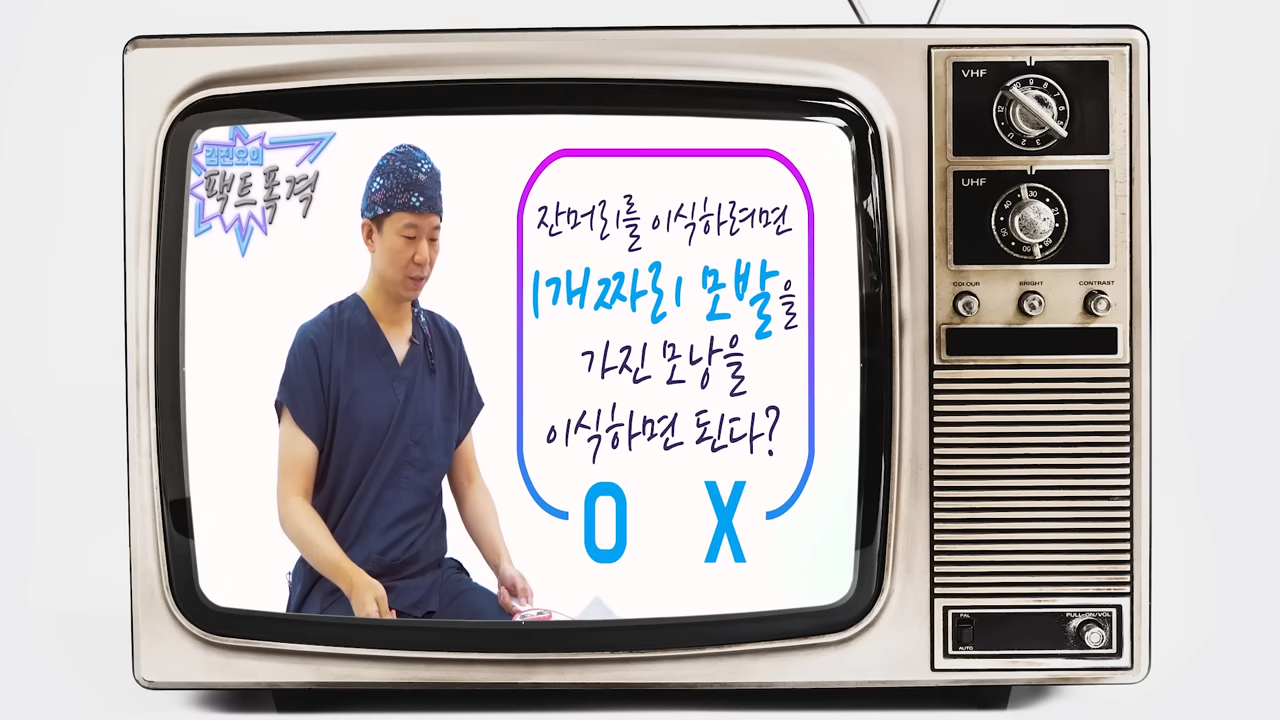 김진오의
팩트폭격
잔머리를 이식하려면
1개짜리 모발을
가진 모낭을
이식하면 된다?
O X
VHF
UHF
COLOUR BRIGHT CONTRAST
PAL
PULL-ON/VOL
AUTO